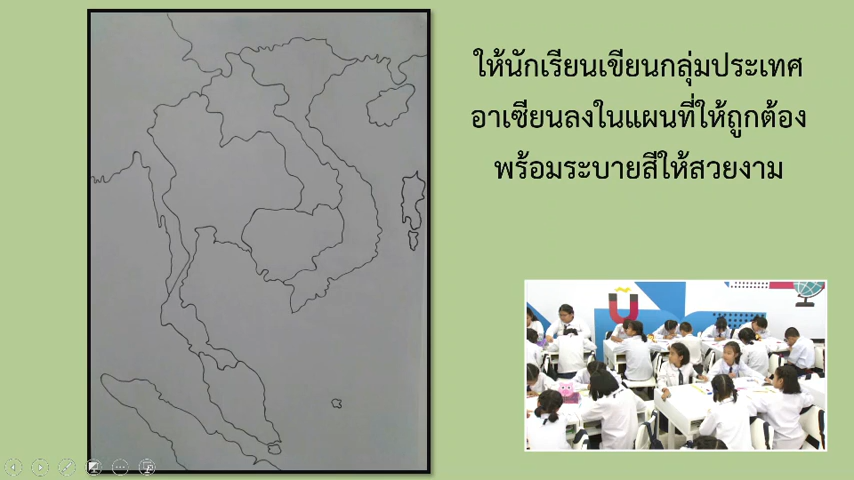 ให้นักเรียนเขียนกลุ่มประเทศ
อาเซียนลงในแผนที่ให้ถูกต้อง
พร้อมระบายสีให้สวยงาม